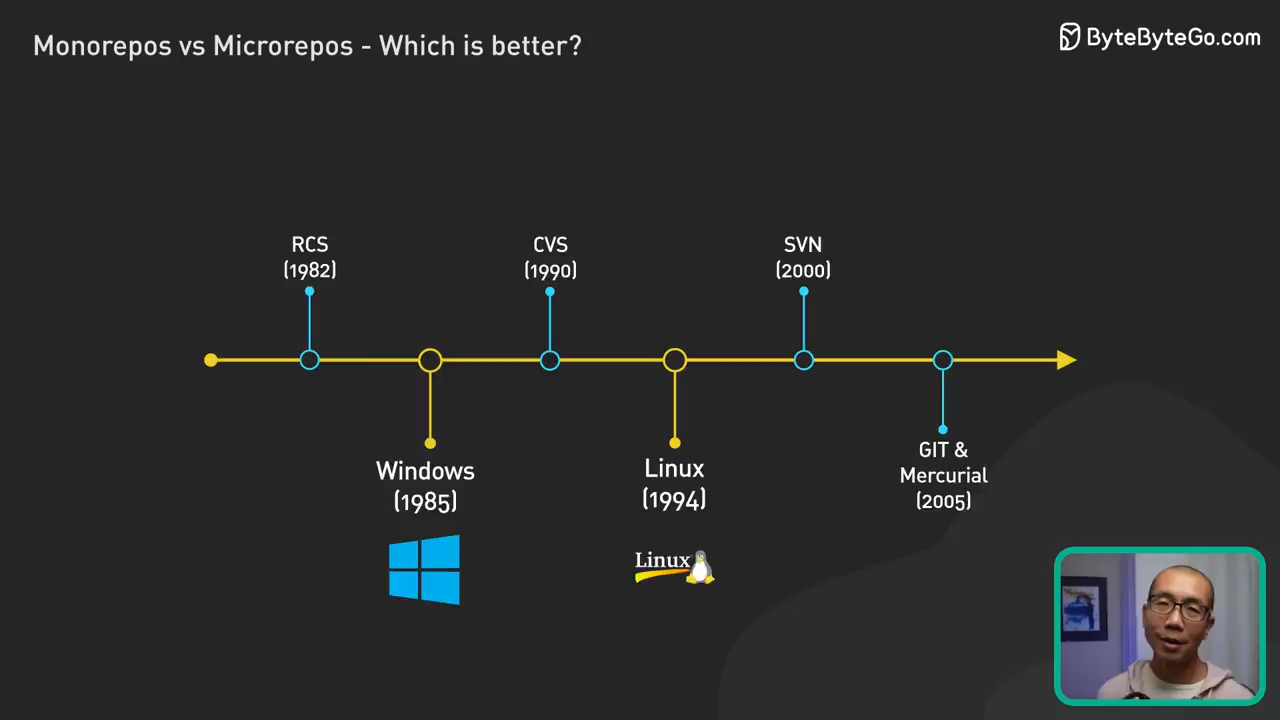 Monorepos vs Microrepos - Which is better?
ByteByteGo.com
RCS
(1982)
CVS
(1990)
SVN
(2000)
Windows
(1985)
Linux
(1994)
Linux
GIT &
Mercurial
(2005)